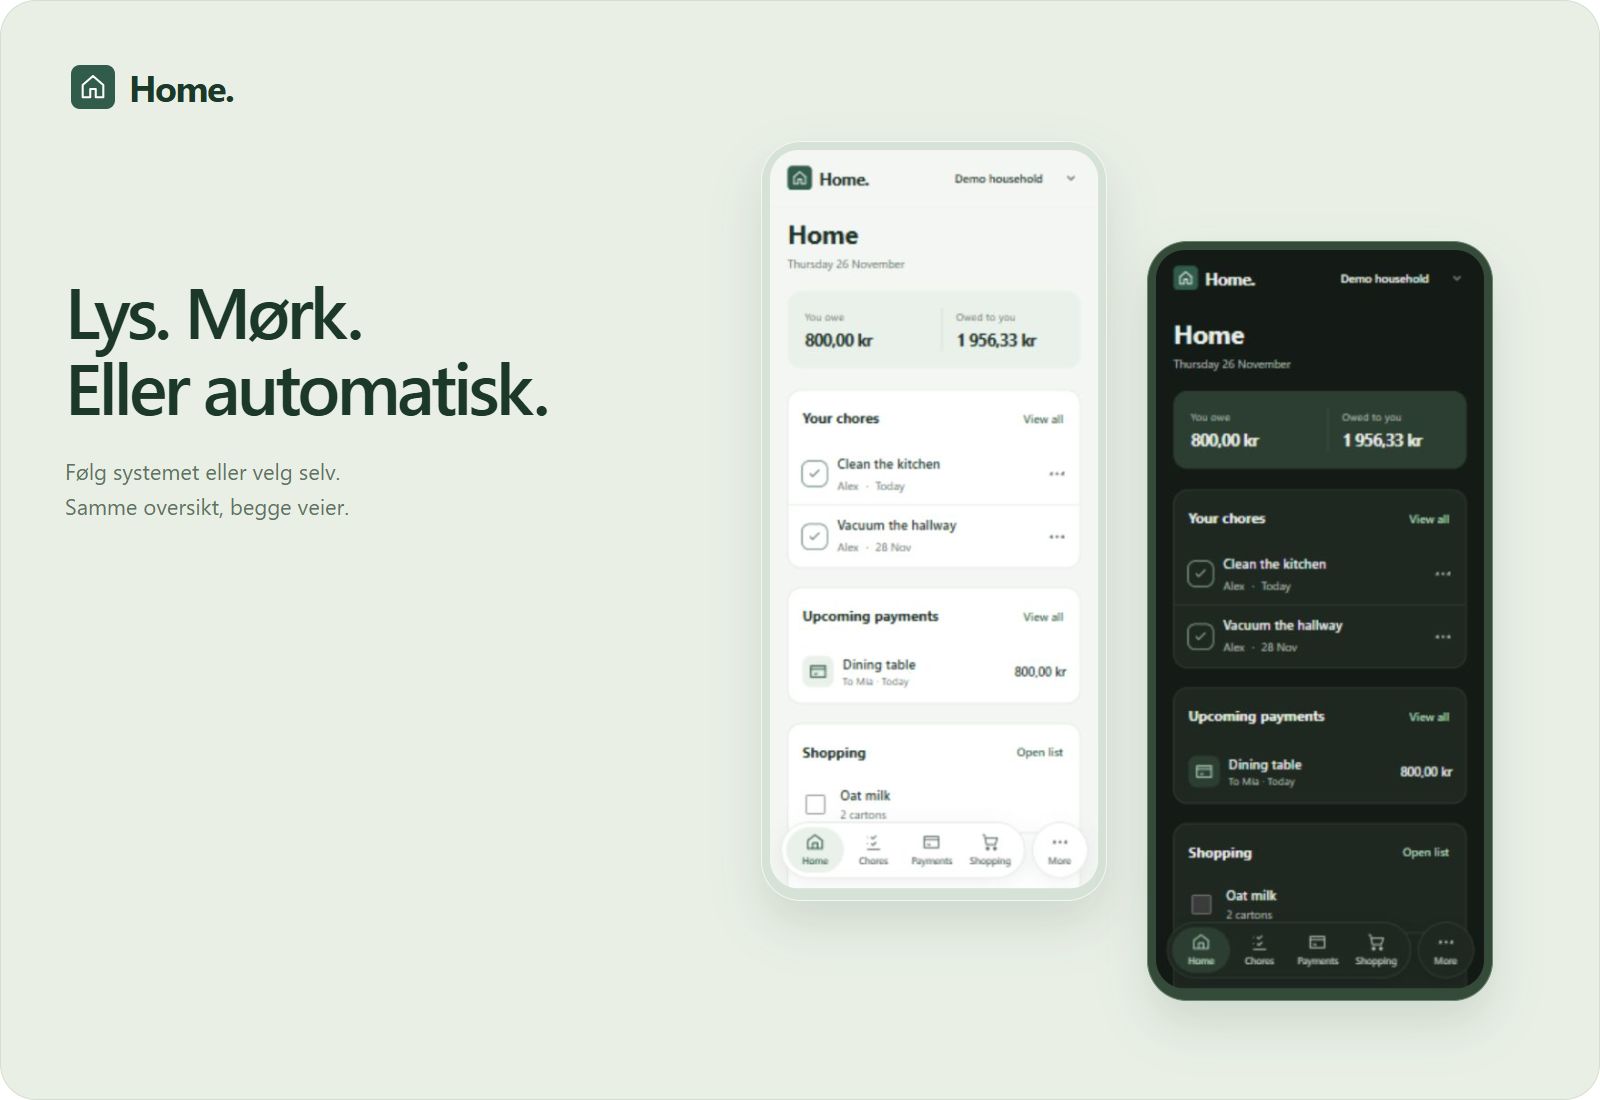 Home.
Lys. Mørk.
Eller automatisk.
Følg systemet eller velg selv.
Samme oversikt, begge veier.
Home.
Demo household
Home
Thursday 26 November
You owe
Owed to you
800,00 kr
1 956,33 kr
Your chores
View all
Clean the kitchen
Alex · Today
Vacuum the hallway
Alex · 28 Nov
Upcoming payments
View all
Dining table
To Mia · Today
800,00 kr
Shopping
Open list
Oat milk
2 cartons
Home
Chores
Payments
Shopping
More
Home.
Demo household
Home
Thursday 26 November
You owe
Owed to you
800,00 kr
1 956,33 kr
Your chores
View all
Clean the kitchen
Alex · Today
Vacuum the hallway
Alex · 28 Nov
Upcoming payments
View all
Dining table
To Mia · Today
800,00 kr
Shopping
Open list
Oat milk
2 cartons
Home
Chores
Payments
Shopping
More